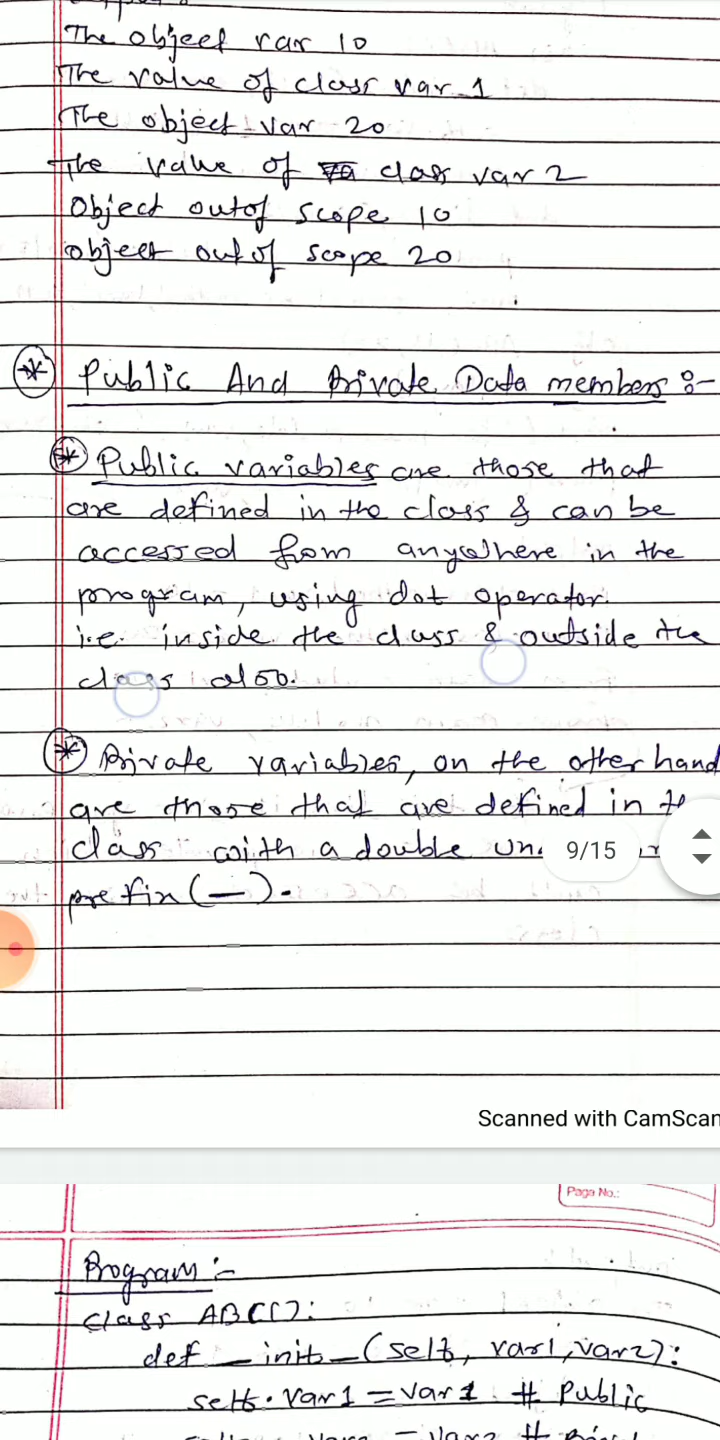 The object var 10
The value of class var 1
The object var 20
The value of class var 2
Object outof scope 10
object out of scope 20
Public And Private Data members :-
Public variables are those that
are defined in the class & can be
accessed from anywhere in the
program, using dot operator.
i.e. inside the class & outside the
class also.
Private variables, on the other hand
are those that are defined in
class with a double
prefix (__).
9/15
Scanned with CamScan
Page No.:
Program :-
class ABC():
def __init__(self, var1, var2):
self.var1 = var1 # Public